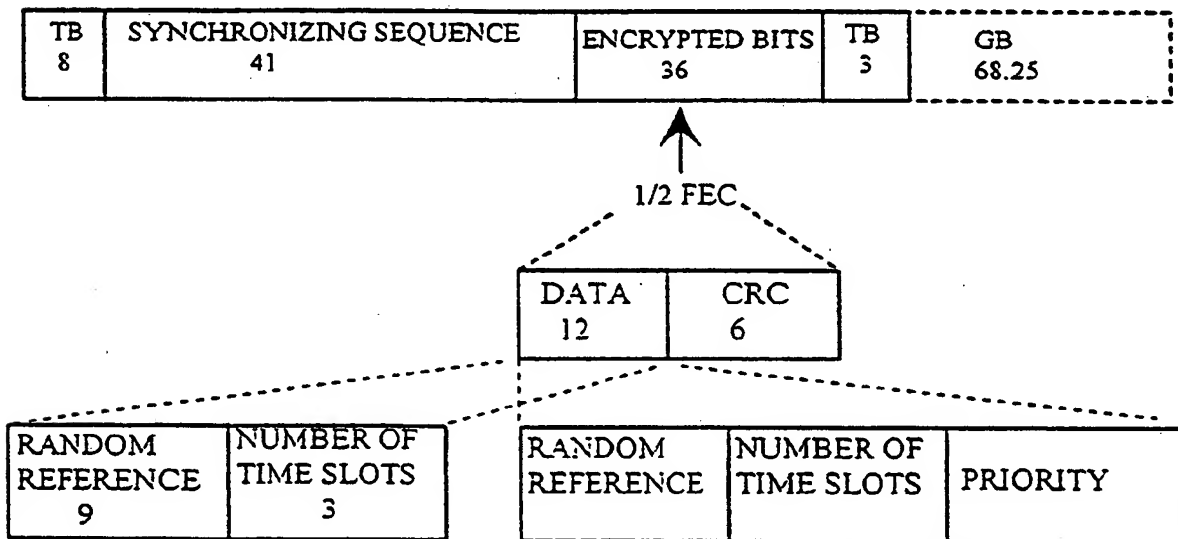 TB SYNCHRONIZING SEQUENCE ENCRYPTED BITS TB GB
8 41 36 3 68.25
1/2 FEC
DATA CRC
12 6
RANDOM NUMBER OF RANDOM NUMBER OF PRIORITY
REFERENCE TIME SLOTS REFERENCE TIME SLOTS
9 3